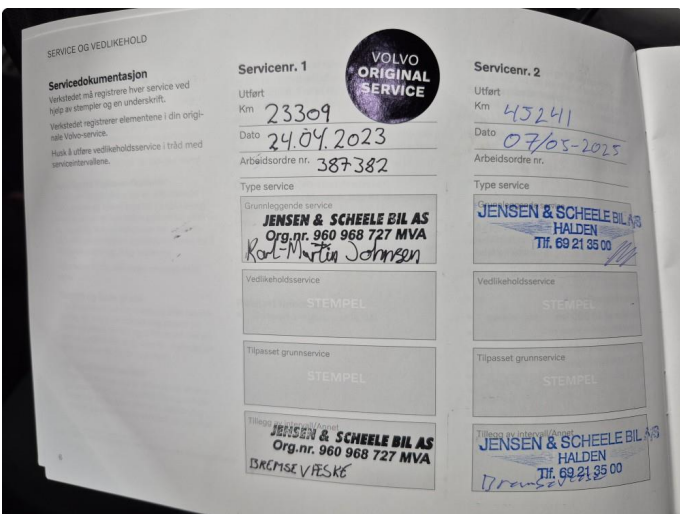 SERVICE OG VEDLIKEHOLD
Servicedokumentasjon
Verkstedet må registrere hver service ved
hjelp av stempler og en underskrift.
Verkstedet registrerer elementene i din origi-
nale Volvo-service.
Husk å utføre vedlikeholdsservice i tråd med
serviceintervallene.
Servicenr. 1
VOLVO
ORIGINAL
SERVICE
Utført
Km 23309
Dato 24.04.2023
Arbeidsordre nr. 387382
Type service
Grunnleggende service
JENSEN & SCHEELE BIL AS
Org.nr. 960 968 727 MVA
Karl-Martin Johnsen
Vedlikeholdsservice
STEMPEL
Tilpasset grunnservice
STEMPEL
Tillegg av intervall/Annet
JENSEN & SCHEELE BIL AS
Org.nr. 960 968 727 MVA
BREMSEVÆSKE
Servicenr. 2
Utført
Km 45241
Dato 07/05-2025
Arbeidsordre nr.
Type service
Grunnleggende service
JENSEN & SCHEELE BIL A/S
HALDEN
Tlf. 69 21 35 00
Vedlikeholdsservice
STEMPEL
Tilpasset grunnservice
STEMPEL
Tillegg av intervall/Annet
JENSEN & SCHEELE BIL A/S
HALDEN
Tlf. 69 21 35 00